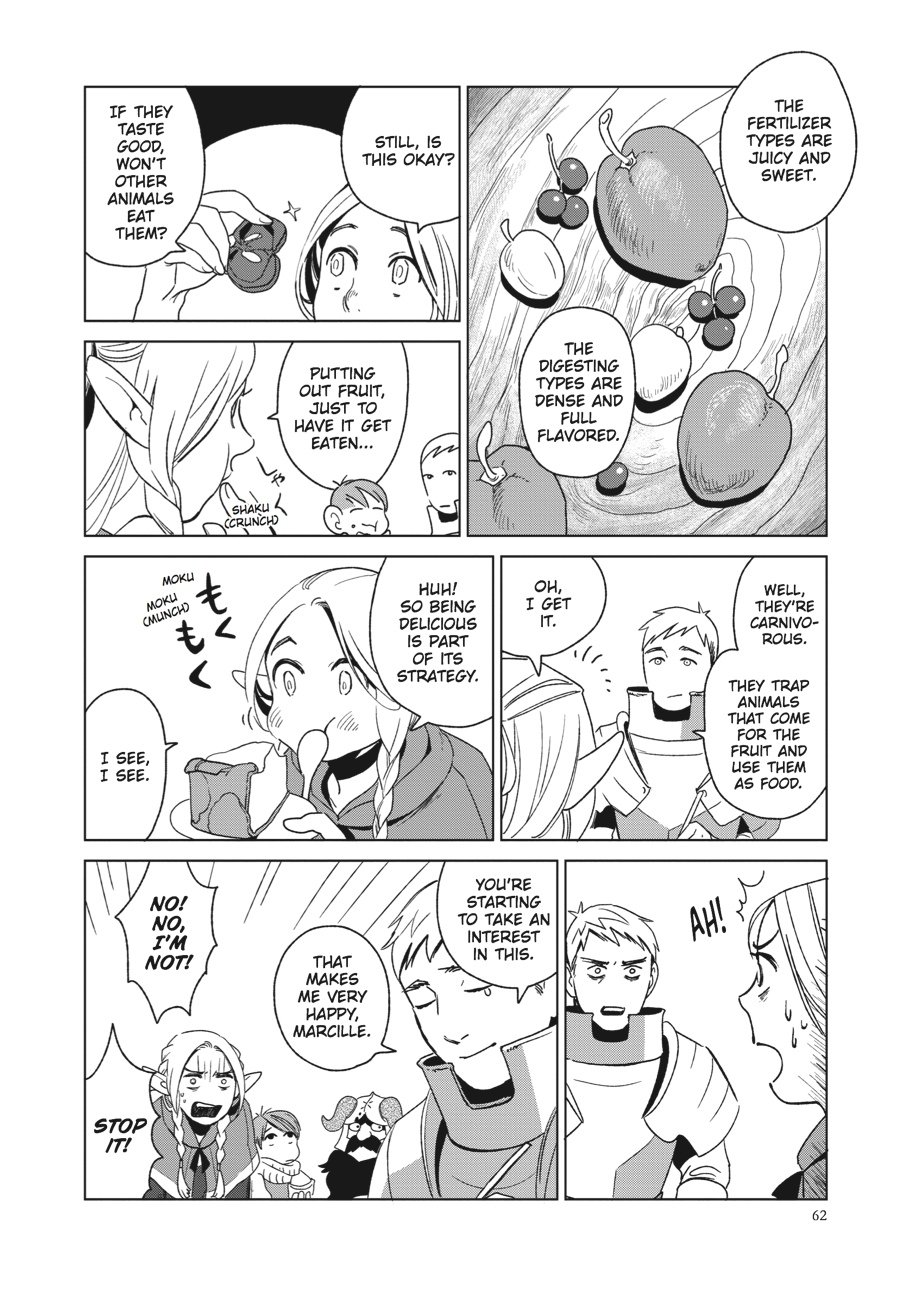 THE
FERTILIZER
TYPES ARE
JUICY AND
SWEET.
THE
DIGESTING
TYPES ARE
DENSE AND
FULL
FLAVORED.
STILL, IS
THIS OKAY?
IF THEY
TASTE
GOOD,
WON'T
OTHER
ANIMALS
EAT
THEM?
PUTTING
OUT FRUIT,
JUST TO
HAVE IT GET
EATEN...
SHAKU
(CRUNCH)
WELL,
THEY'RE
CARNIVO-
ROUS.
THEY TRAP
ANIMALS
THAT COME
FOR THE
FRUIT AND
USE THEM
AS FOOD.
OH,
I GET
IT.
HUH!
SO BEING
DELICIOUS
IS PART
OF ITS
STRATEGY.
MOKU
MOKU
(MUNCH)
もく
もく
I SEE,
I SEE.
AH!
YOU'RE
STARTING
TO TAKE AN
INTEREST
IN THIS.
THAT
MAKES
ME VERY
HAPPY,
MARCILLE.
NO!
NO,
I'M
NOT!
STOP
IT!
62